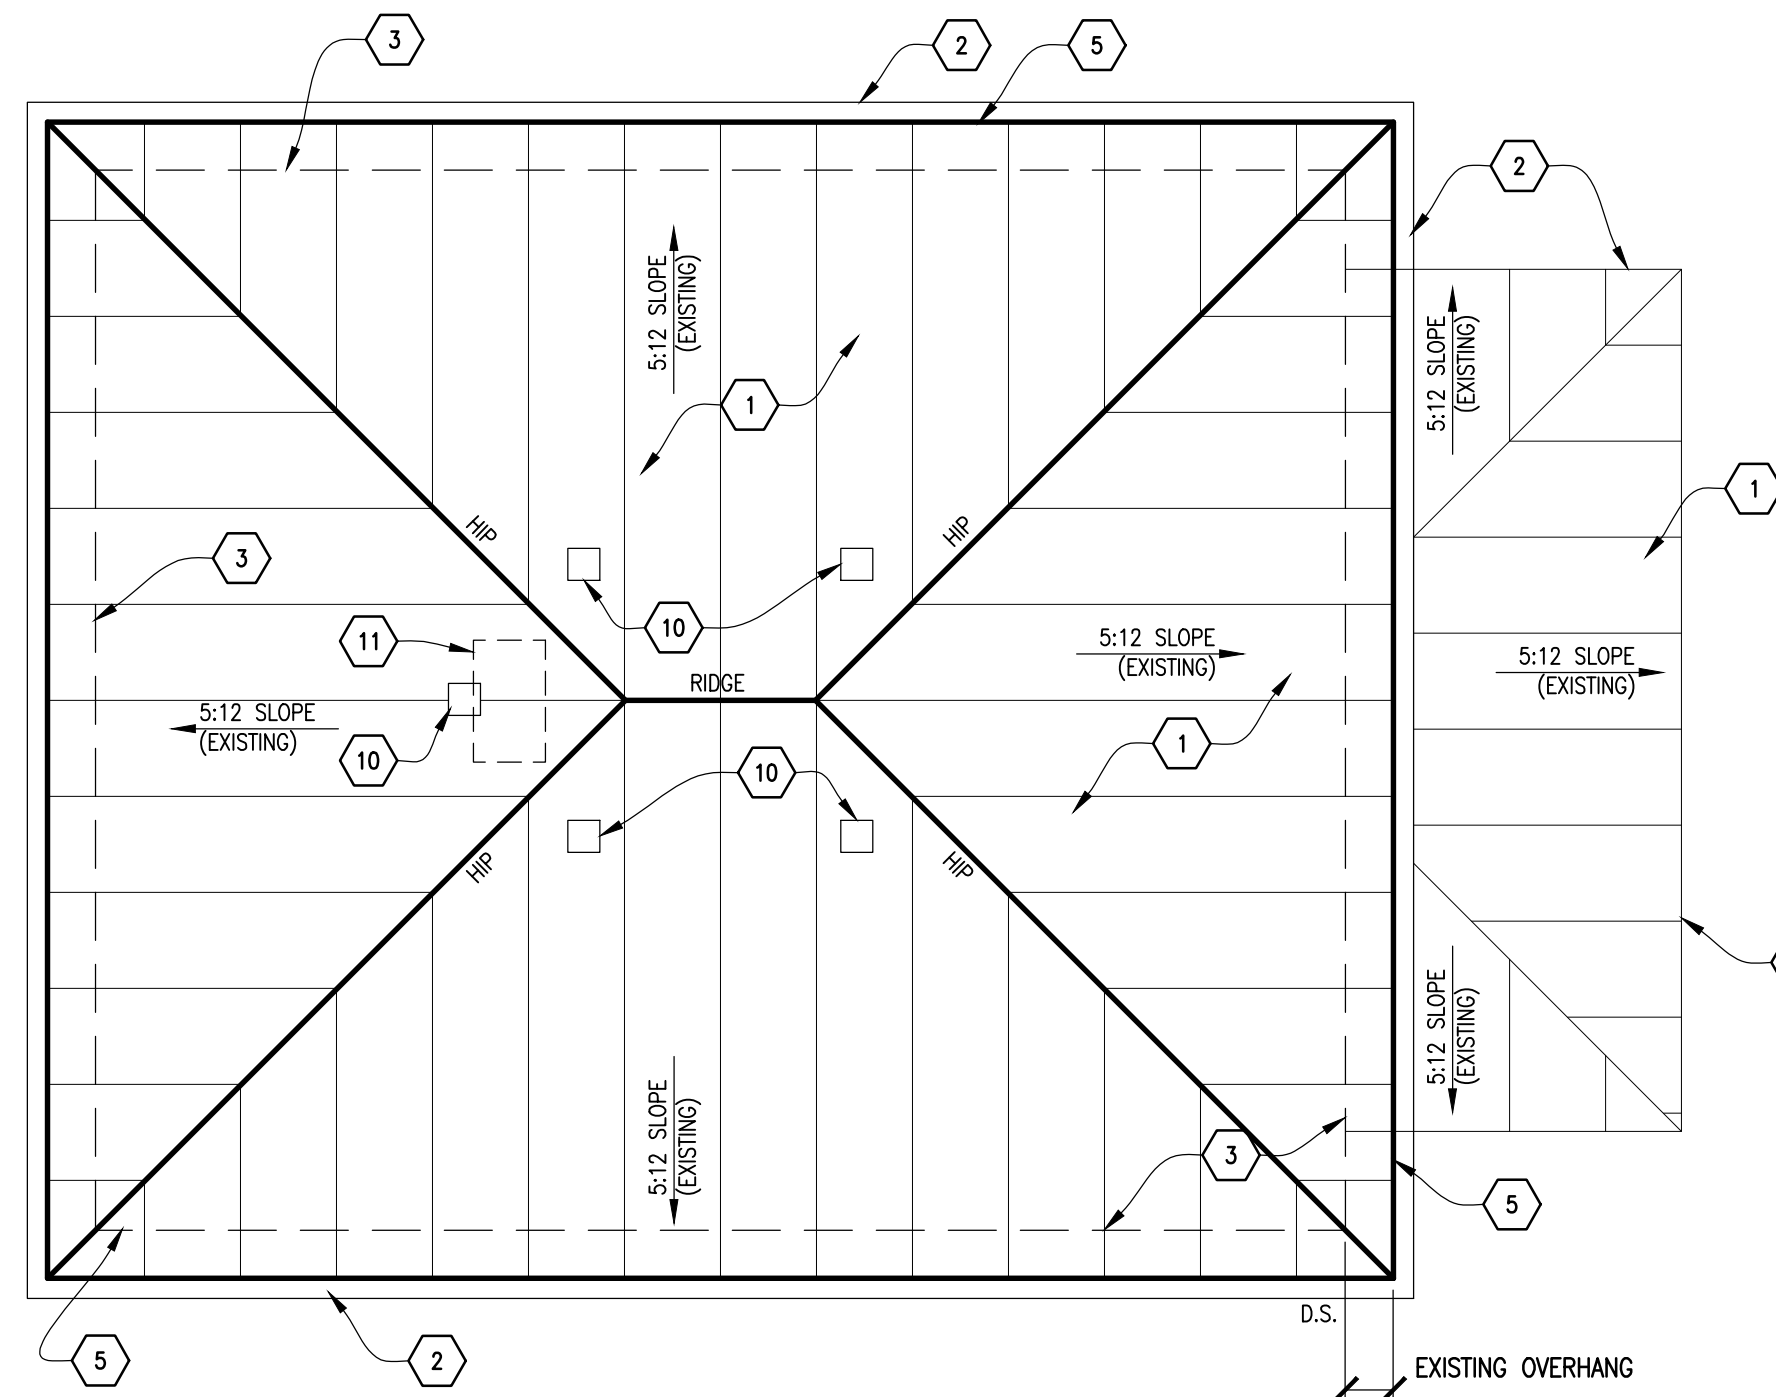 3
2
5
2
5:12 SLOPE
(EXISTING)
5:12 SLOPE
(EXISTING)
1
1
HIP
HIP
3
10
11
5:12 SLOPE
(EXISTING)
5:12 SLOPE
(EXISTING)
RIDGE
5:12 SLOPE
(EXISTING)
1
10
10
HIP
HIP
5:12 SLOPE
(EXISTING)
5:12 SLOPE
(EXISTING)
3
5
D.S.
5
2
EXISTING OVERHANG